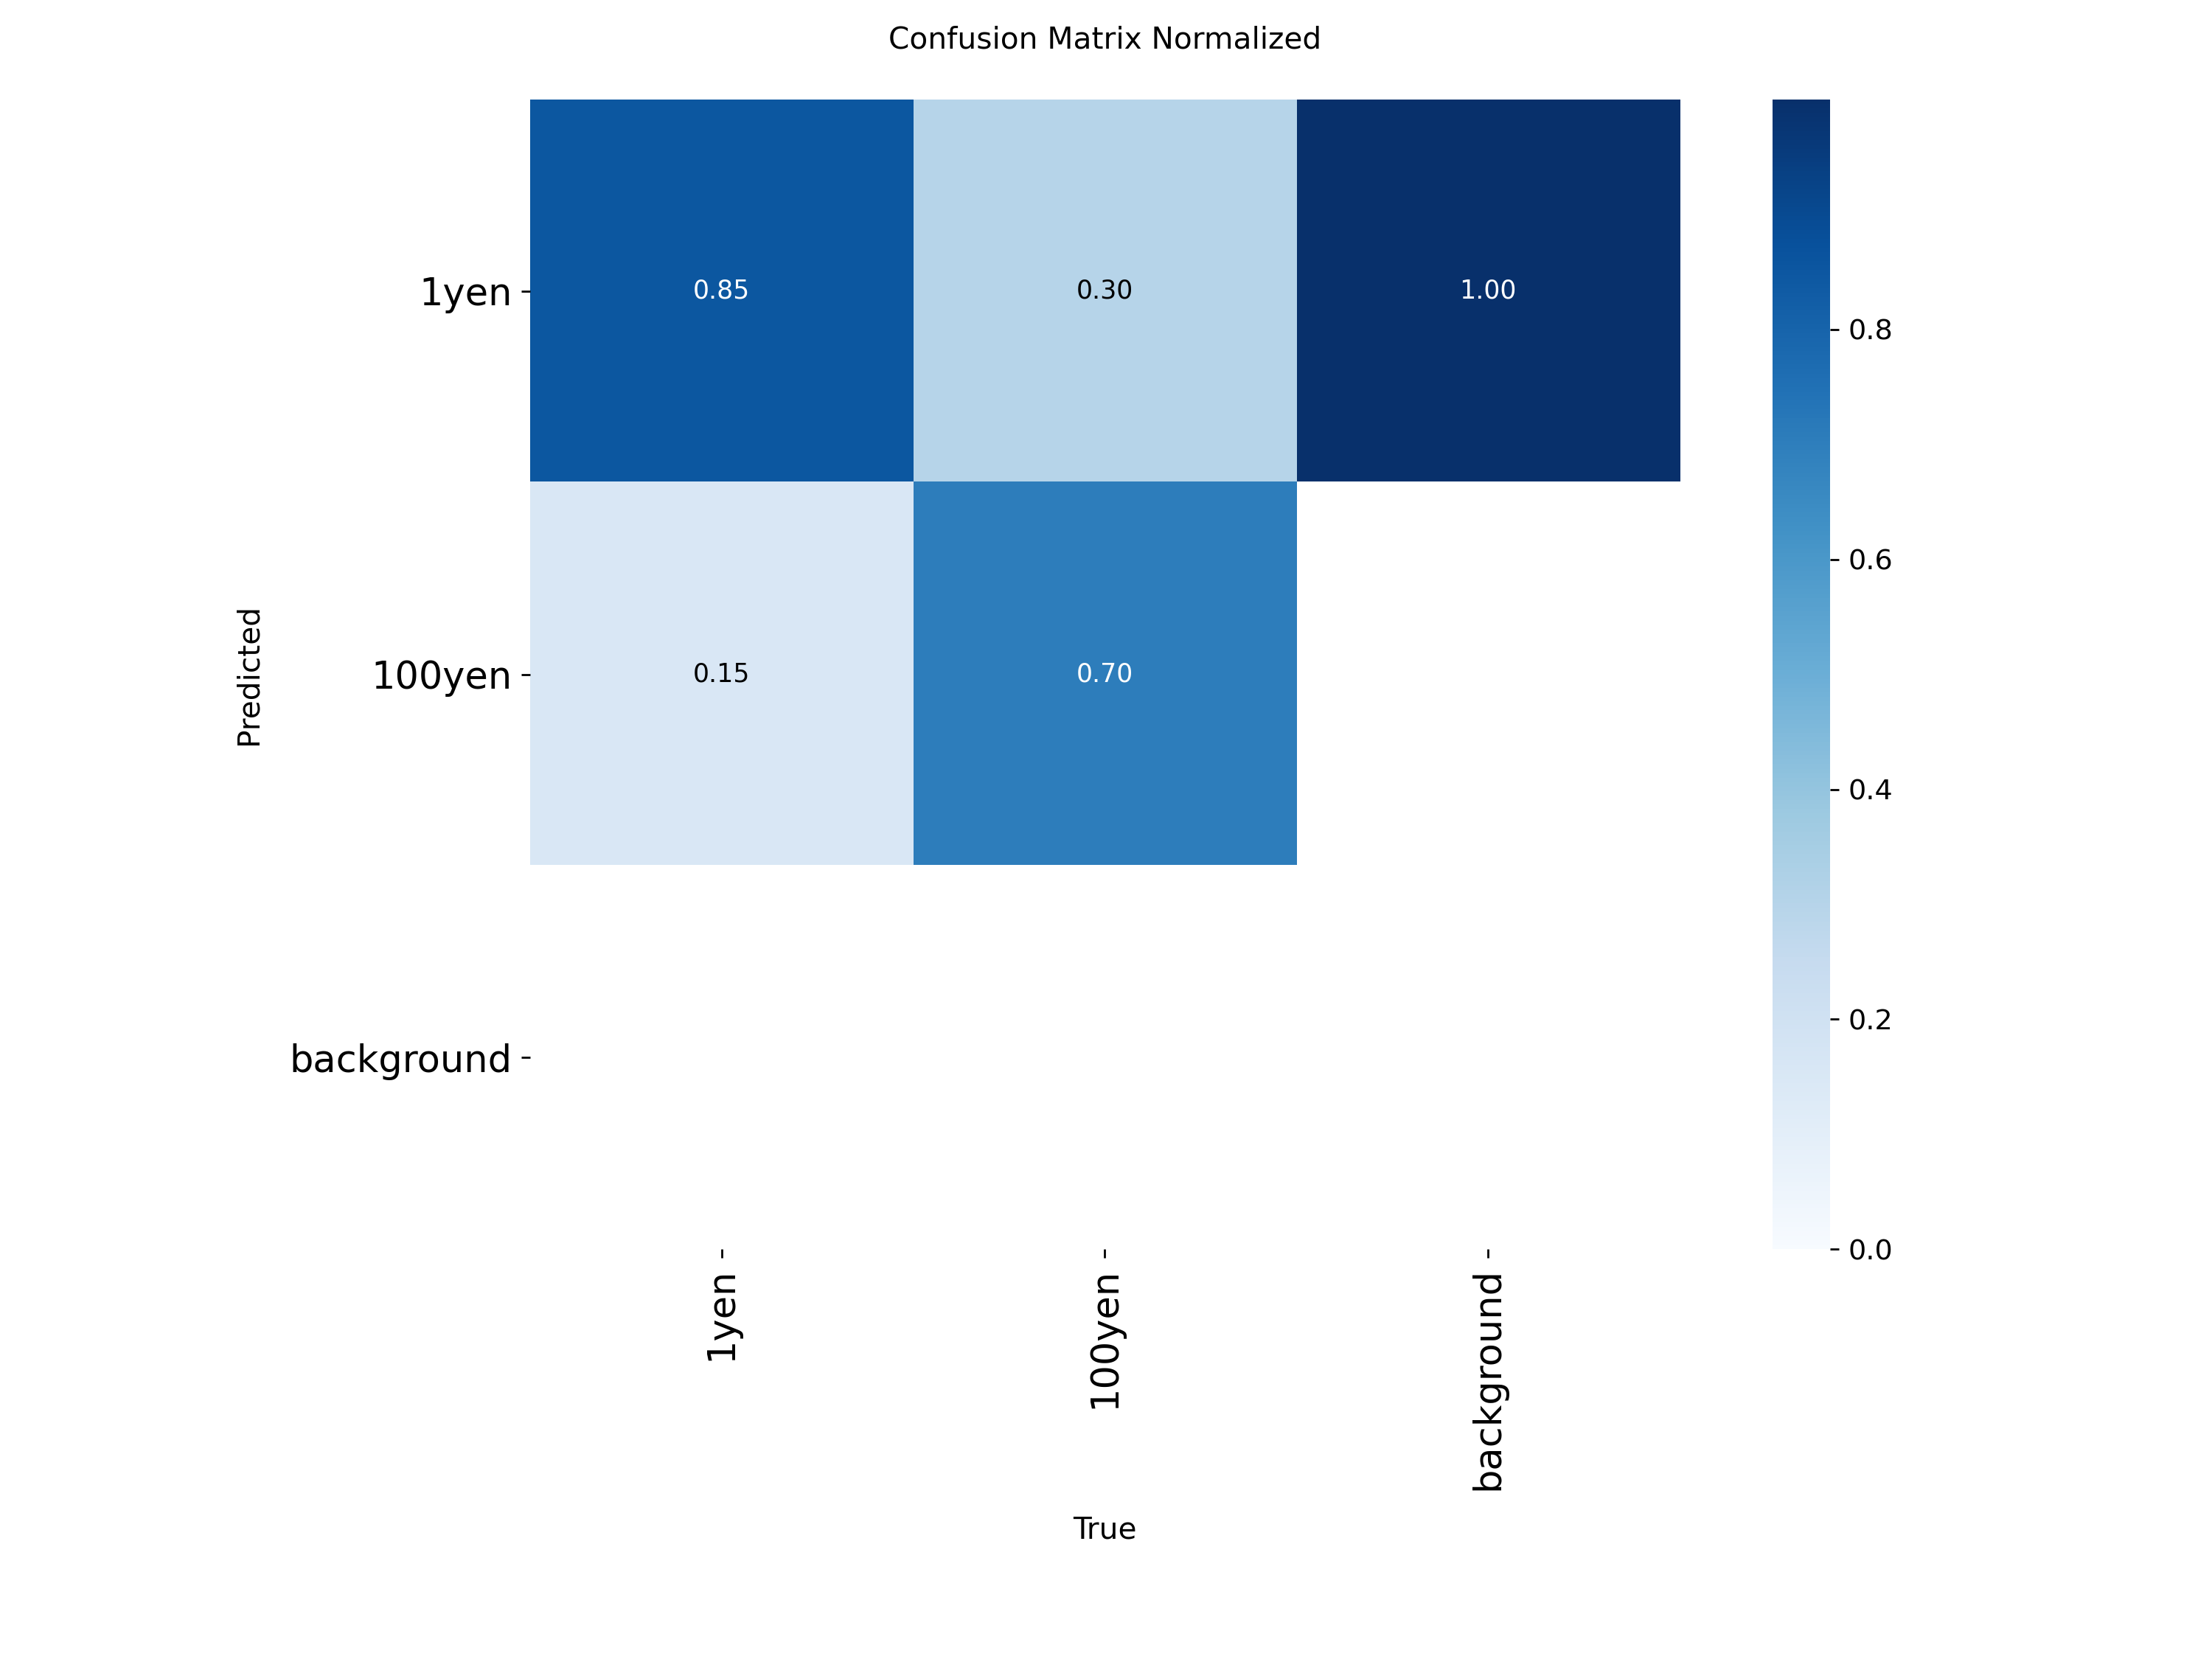 Confusion Matrix Normalized
1yen
0.85
0.30
1.00
0.8
0.6
Predicted
100yen
0.15
0.70
0.4
background
0.2
0.0
1yen
100yen
background
True